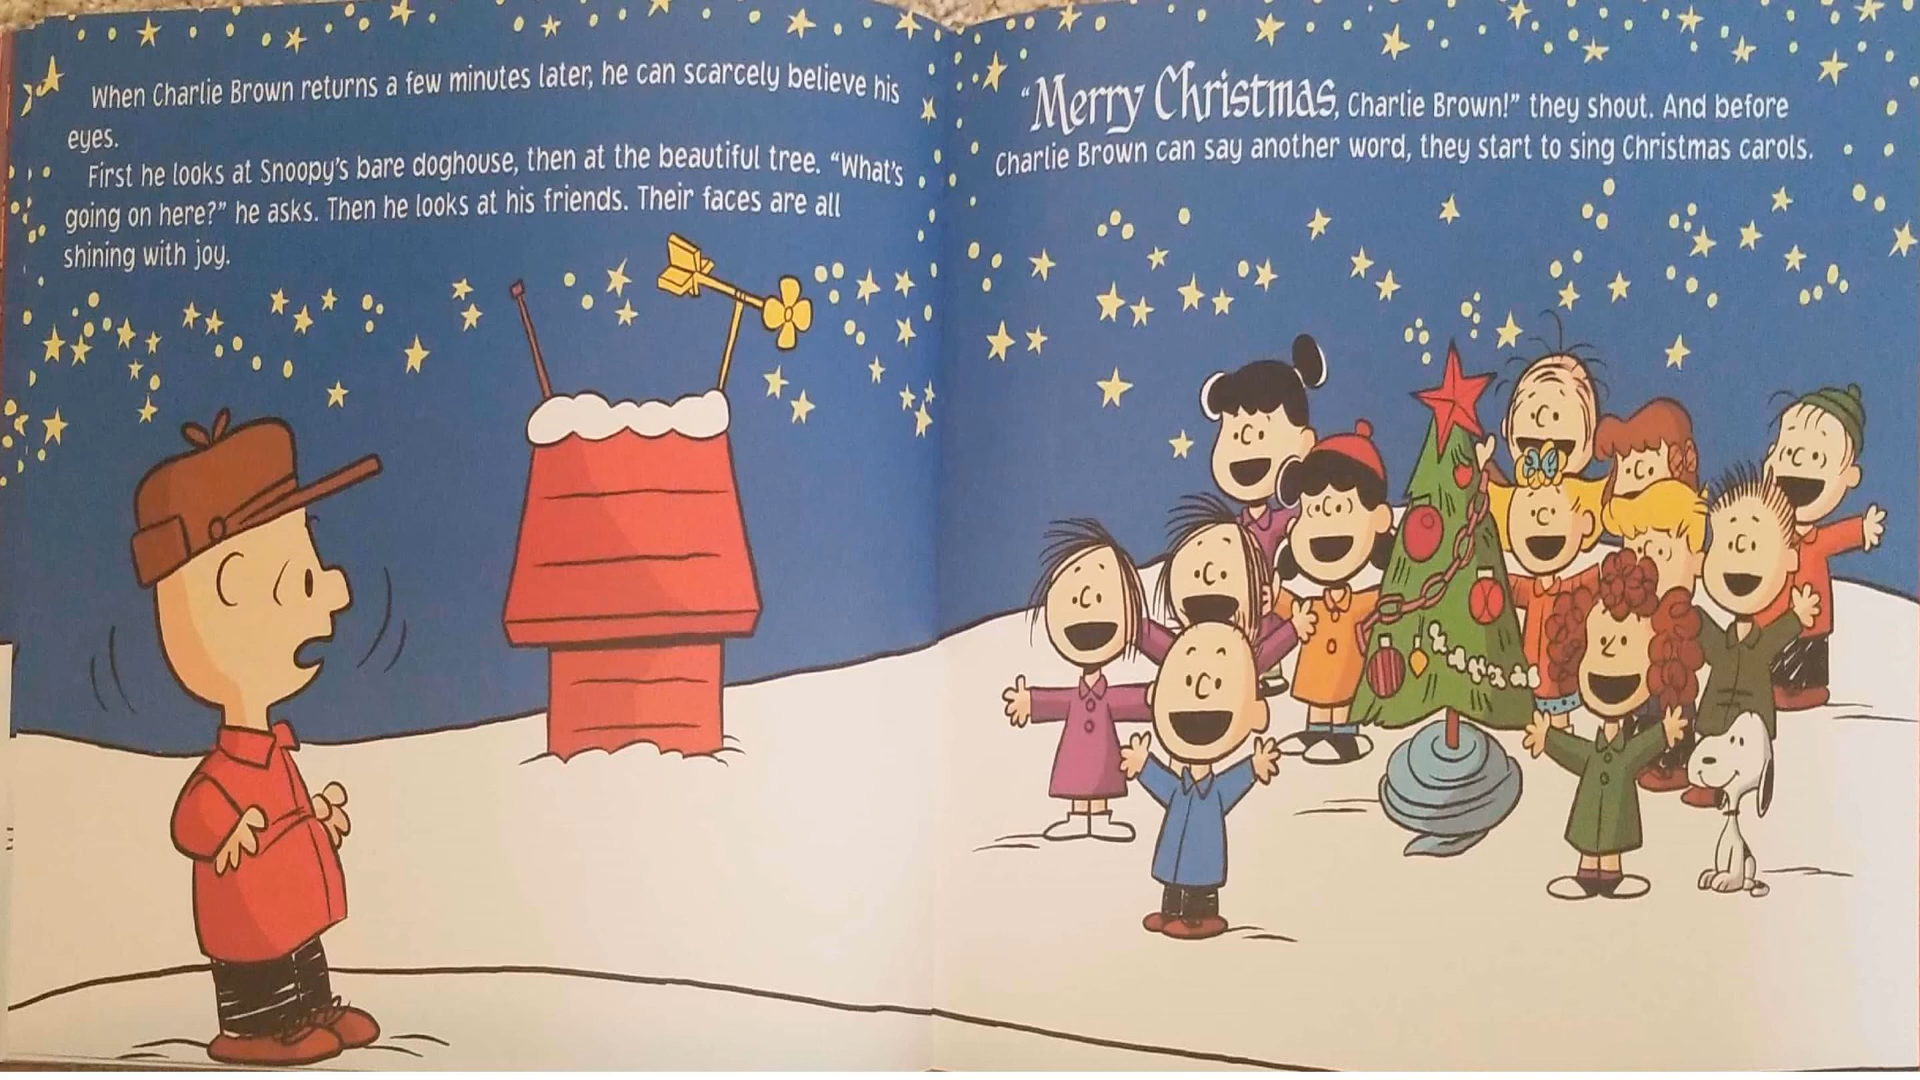 When Charlie Brown returns a few minutes later, he can scarcely believe his
eyes.
First he looks at Snoopy's bare doghouse, then at the beautiful tree. “What's
going on here?” he asks. Then he looks at his friends. Their faces are all
shining with joy.
“Merry Christmas, Charlie Brown!” they shout. And before
Charlie Brown can say another word, they start to sing Christmas carols.